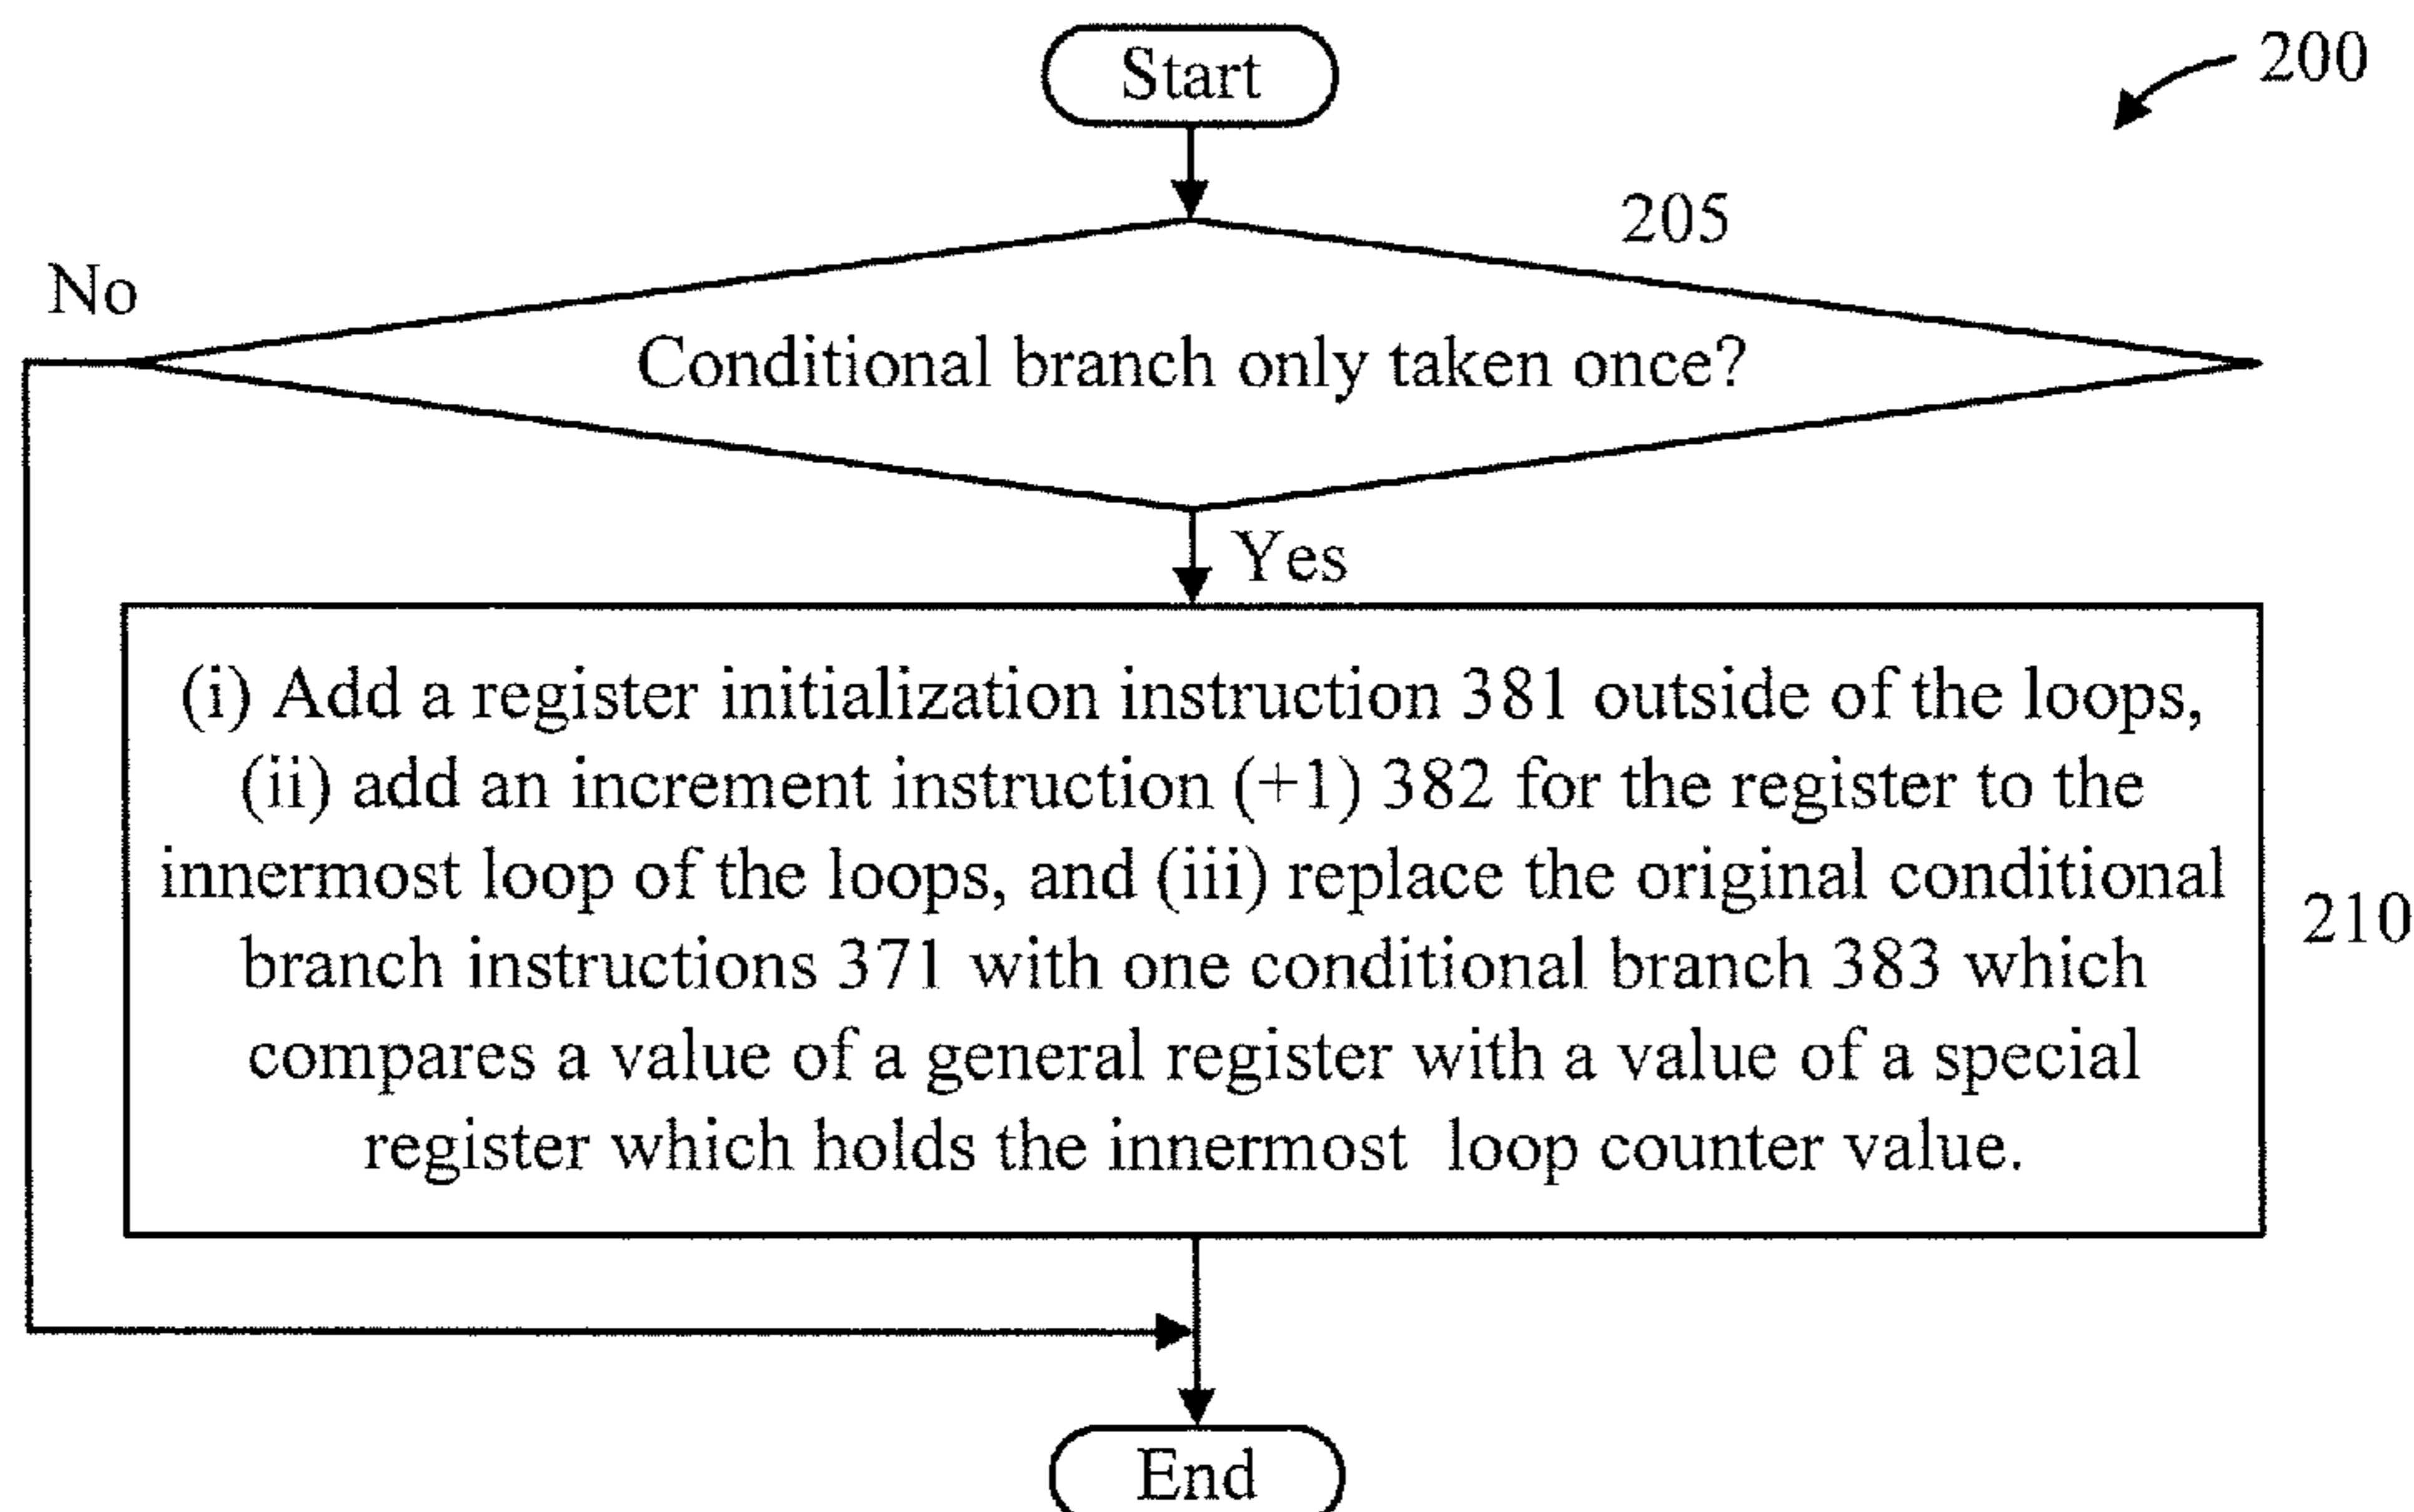 Start
200
205
No
Conditional branch only taken once?
Yes
(i) Add a register initialization instruction 381 outside of the loops,
(ii) add an increment instruction (+1) 382 for the register to the
innermost loop of the loops, and (iii) replace the original conditional
branch instructions 371 with one conditional branch 383 which
compares a value of a general register with a value of a special
register which holds the innermost loop counter value.
210
End